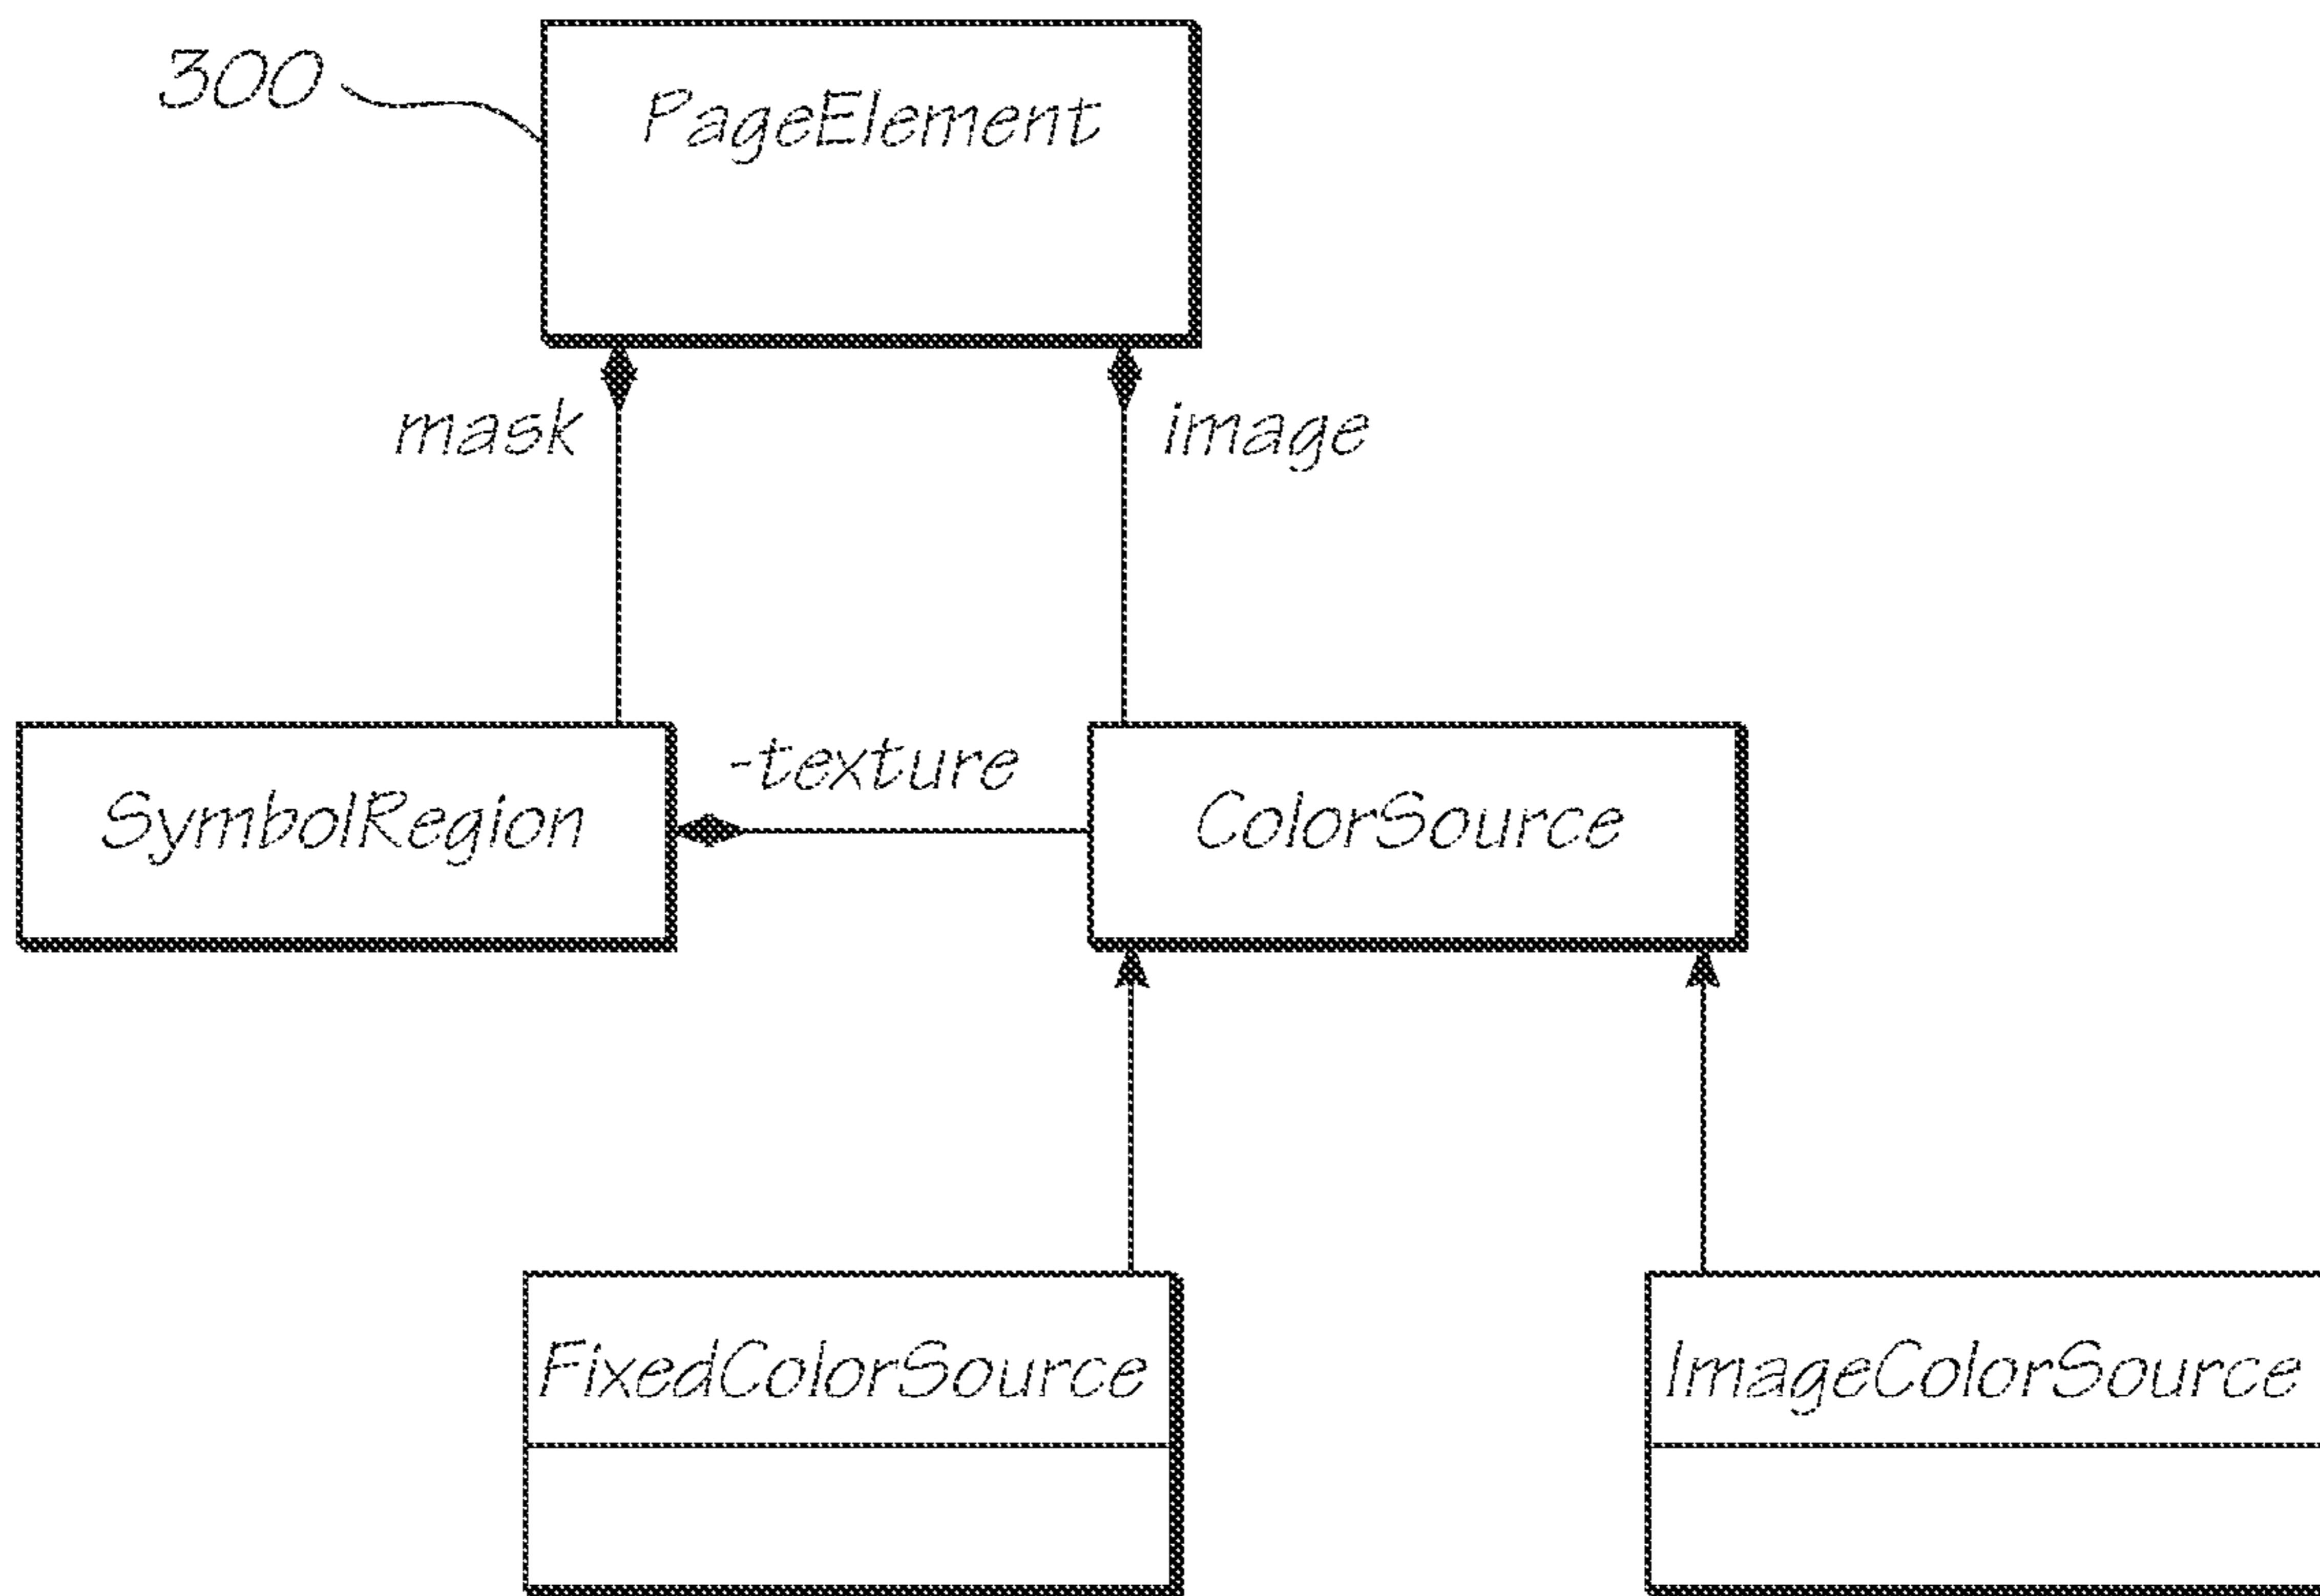 300
PageElement
mask
image
-texture
SymbolRegion
ColorSource
FixedColorSource
ImageColorSource